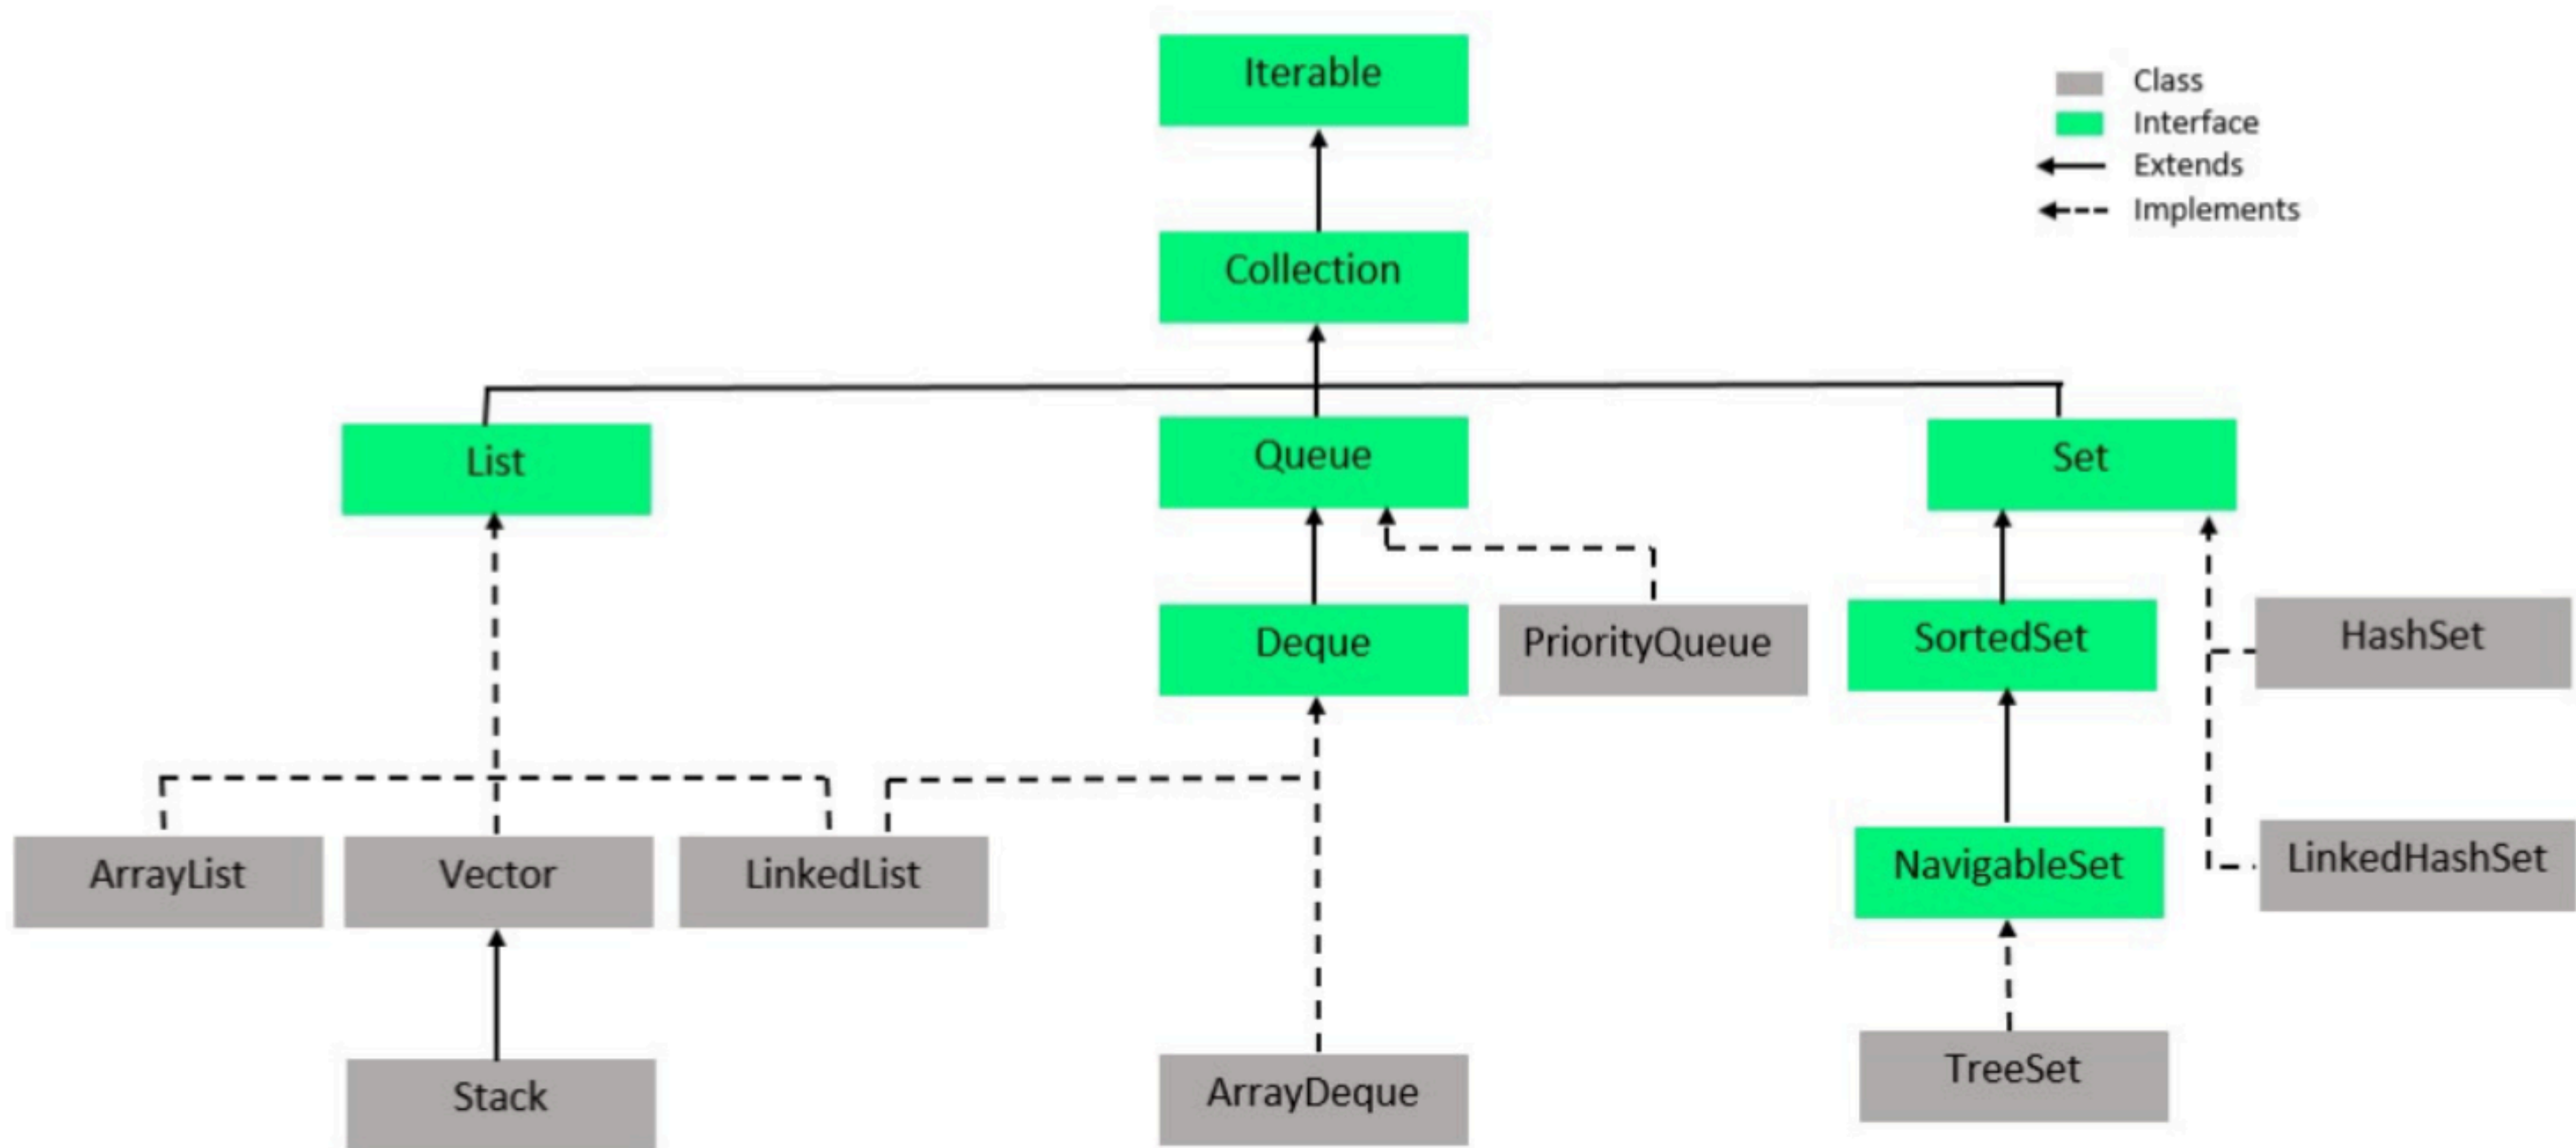 Iterable
Class
Interface
Extends
Implements
Collection
List
Queue
Set
Deque
PriorityQueue
SortedSet
HashSet
ArrayList
Vector
LinkedList
NavigableSet
LinkedHashSet
Stack
ArrayDeque
TreeSet